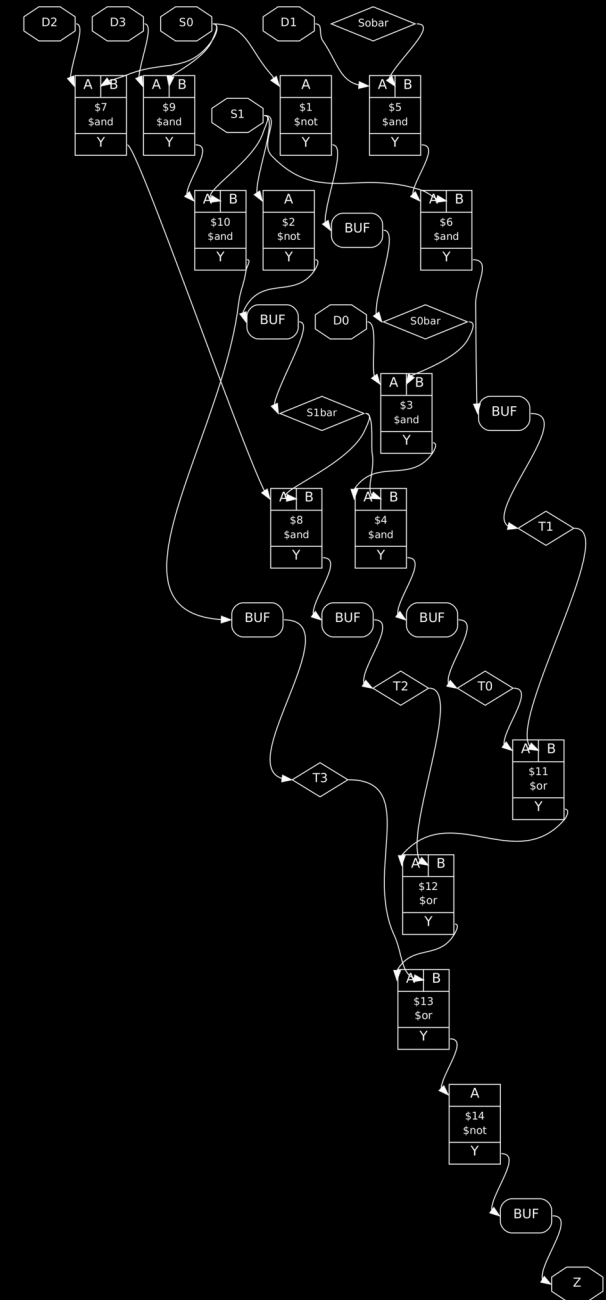 D2 D3 S0 D1 Sobar
A B A B A A B
$7 $9 $1 $5
$and $and S1 $not $and
Y Y Y Y
A B A A B
$10 $2 BUF $6
$and $not $and
Y Y Y
BUF D0 S0bar
A B
S1bar $3 BUF
$and
Y
A B A B
$8 $4 T1
$and $and
Y Y
BUF BUF BUF
T2 T0
A B
T3 $11
$or
Y
A B
$12
$or
Y
A B
$13
$or
Y
A
$14
$not
Y
BUF
Z